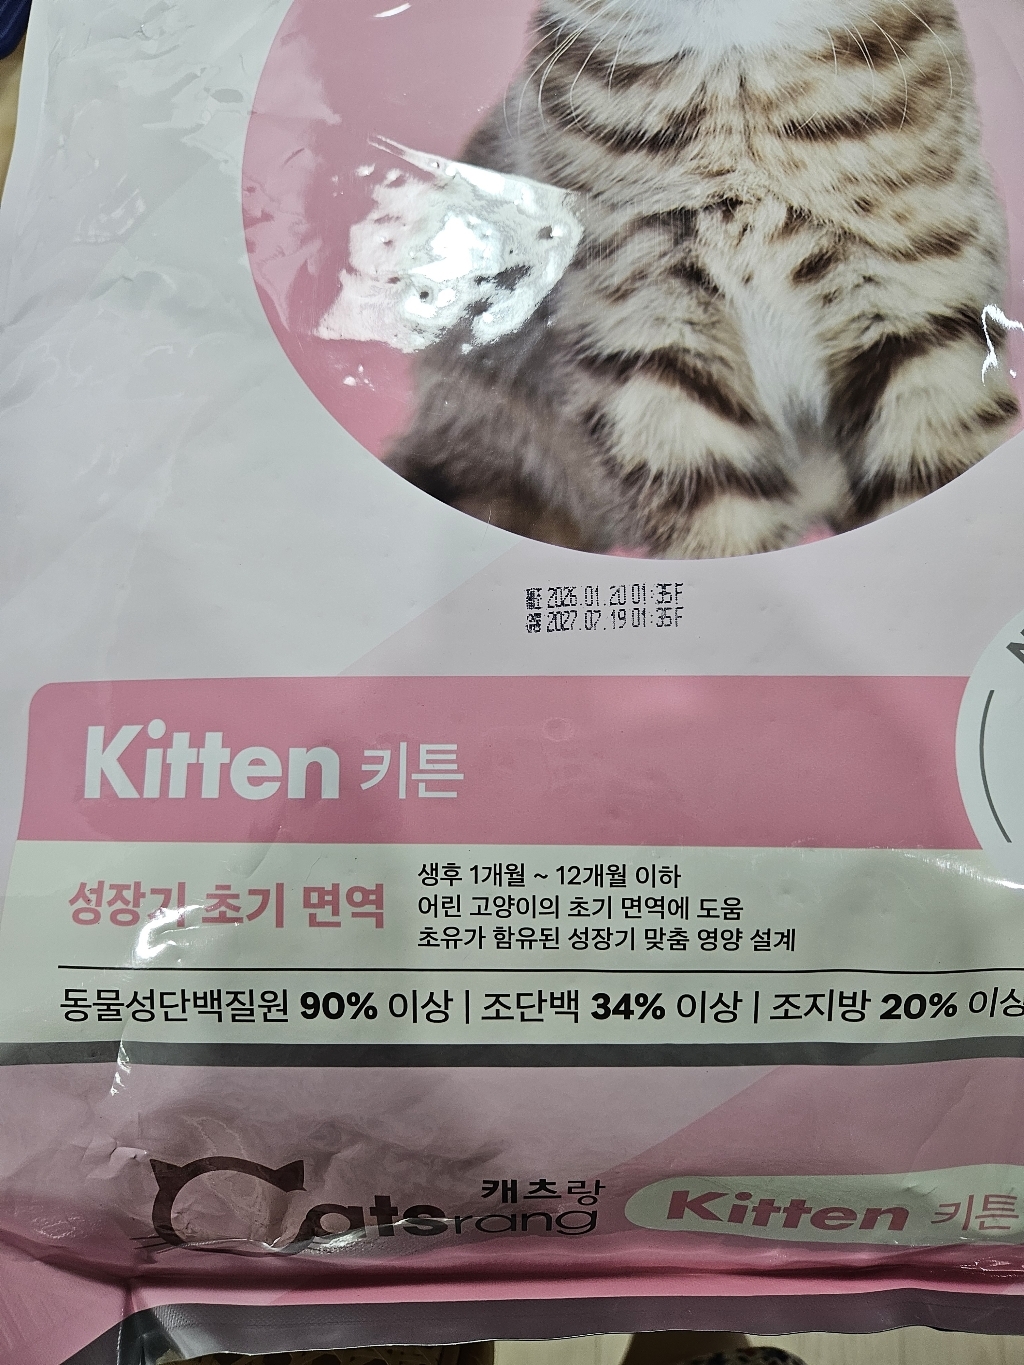 2026.01.20 01:35F
2027.07.19 01:35F
Kitten 키튼
성장기 초기 면역
생후 1개월 ~ 12개월 이하
어린 고양이의 초기 면역에 도움
초유가 함유된 성장기 맞춤 영양 설계
동물성단백질원 90% 이상 | 조단백 34% 이상 | 조지방 20% 이상
캐츠랑
Catsrang
Kitten 키튼